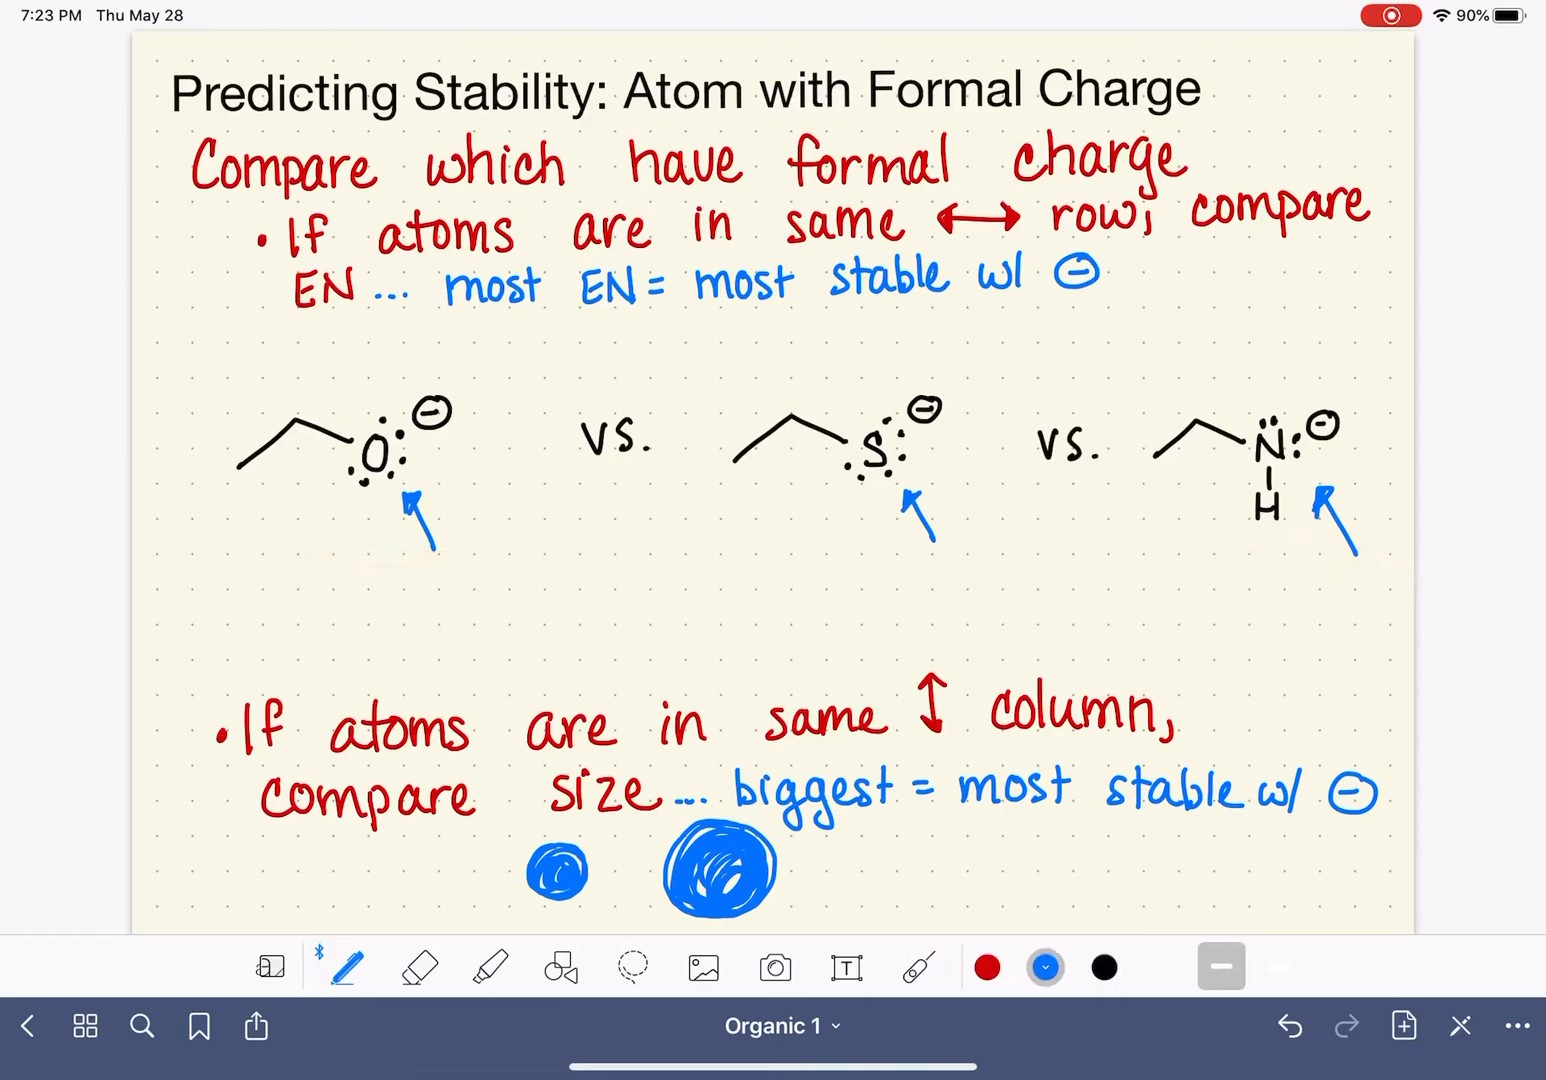 7:23 PM Thu May 28
90%
Predicting Stability: Atom with Formal Charge
Compare which have formal charge
• If atoms are in same ↔ row, compare
EN ... most EN = most stable w/ ⊖
O ⊖ vs. S ⊖ vs. N ⊖
H
• If atoms are in same ↕ column,
compare size ... biggest = most stable w/ ⊖
T
Organic 1